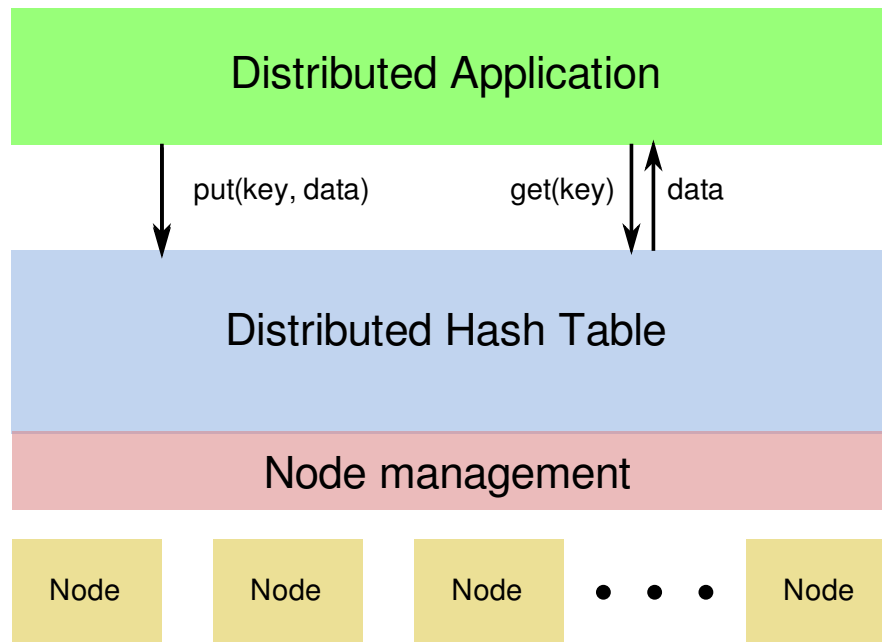 Distributed Application
put(key, data)
get(key)
data
Distributed Hash Table
Node management
Node
Node
Node
Node